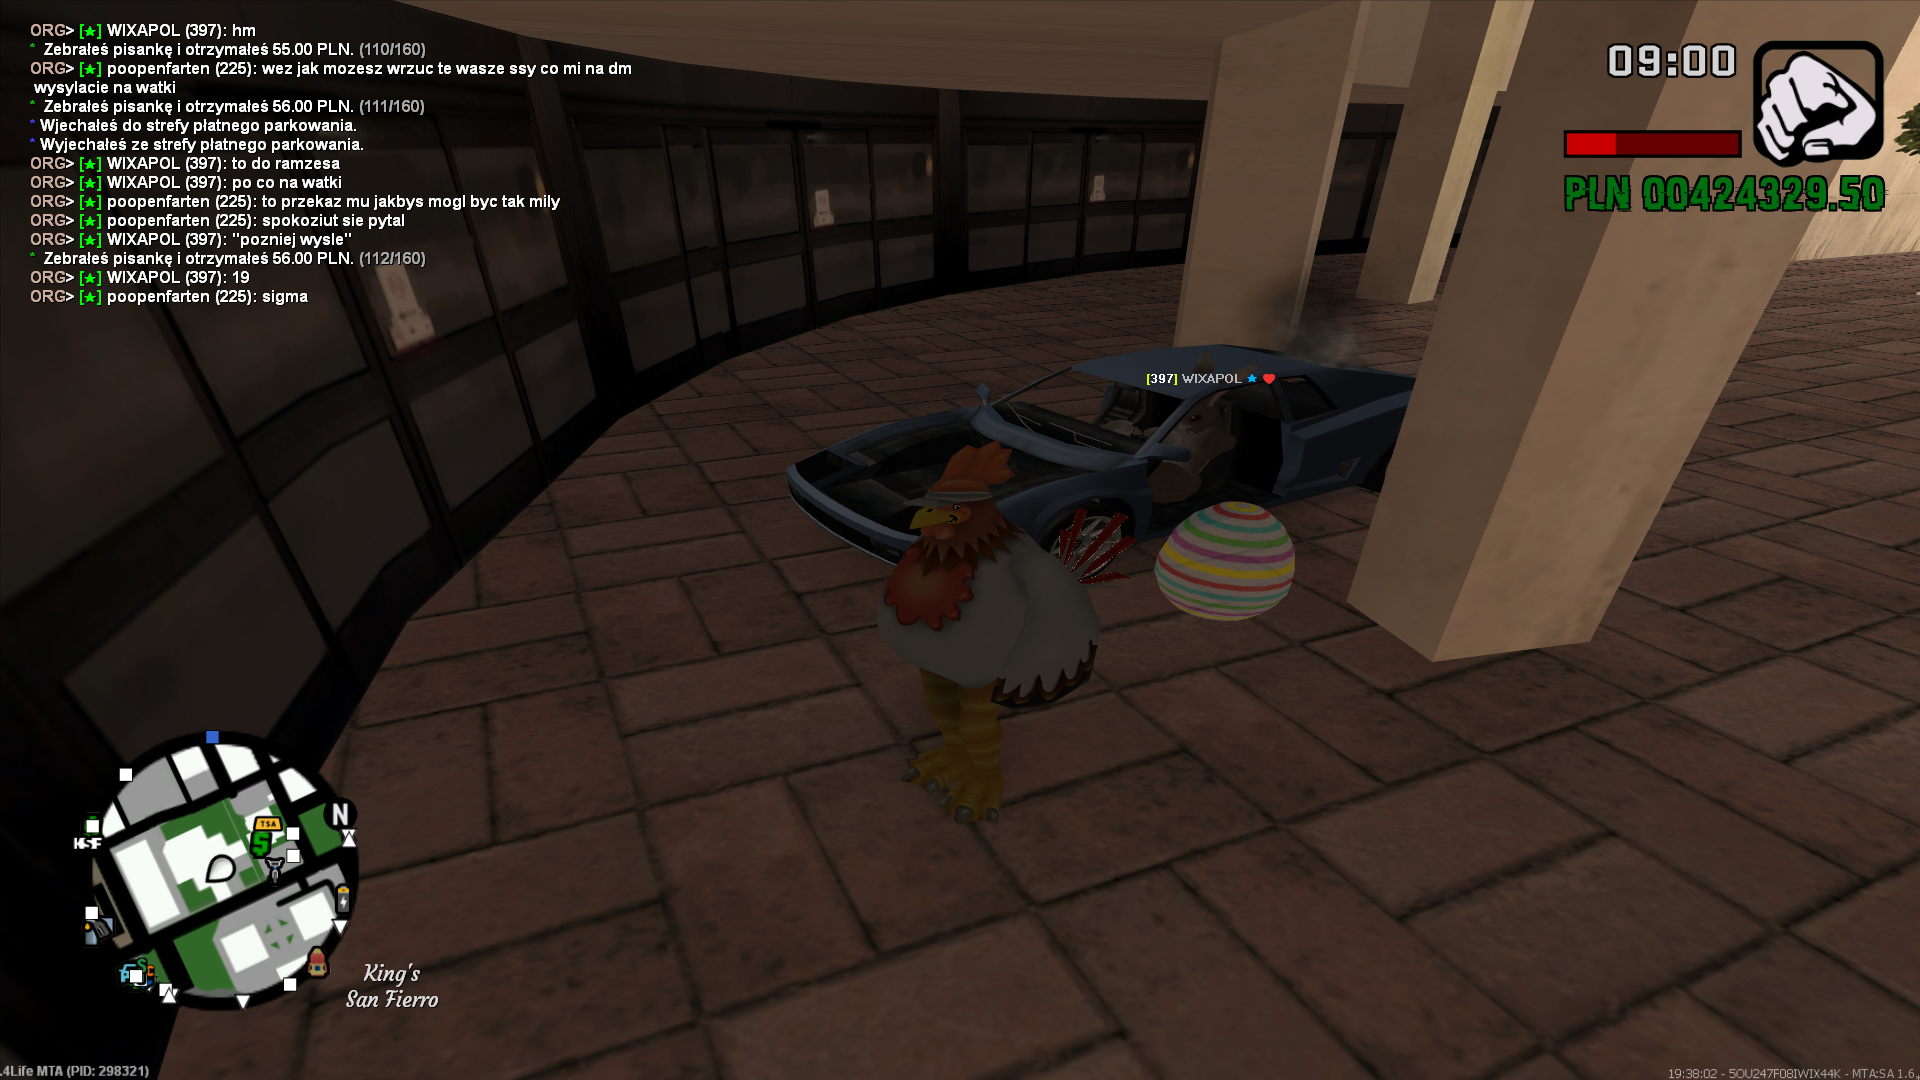 ORG> [★] WIXAPOL (397): hm
* Zebrałeś pisankę i otrzymałeś 55.00 PLN. (110/160)
ORG> [★] poopenfarten (225): wez jak mozesz wrzuc te wasze ssy co mi na dm
wysylacie na watki
* Zebrałeś pisankę i otrzymałeś 56.00 PLN. (111/160)
* Wjechałeś do strefy płatnego parkowania.
* Wyjechałeś ze strefy płatnego parkowania.
ORG> [★] WIXAPOL (397): to do ramzesa
ORG> [★] WIXAPOL (397): po co na watki
ORG> [★] poopenfarten (225): to przekaz mu jakbys mogl byc tak mily
ORG> [★] poopenfarten (225): spokoziut sie pytal
ORG> [★] WIXAPOL (397): "pozniej wysle"
* Zebrałeś pisankę i otrzymałeś 56.00 PLN. (112/160)
ORG> [★] WIXAPOL (397): 19
ORG> [★] poopenfarten (225): sigma
09:00
PLN 00424329.50
[397] WIXAPOL
N
TSA
$
KSF
King's
San Fierro
.4Life MTA (PID: 298321)
19:38:02 - 5OU247F08IWIX44K - MTA:SA 1.6